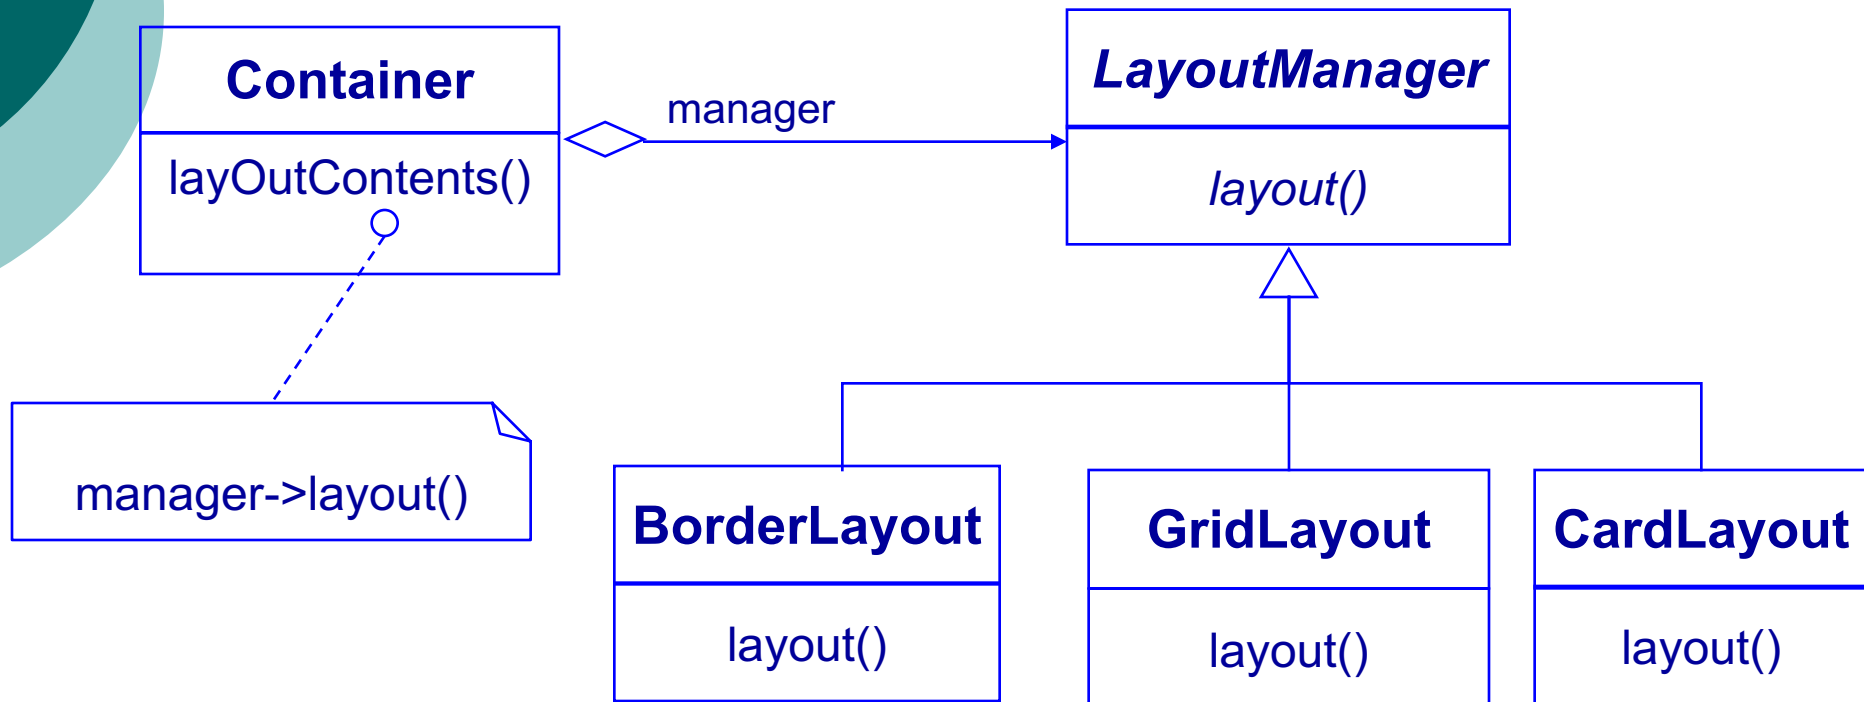 Container
layOutContents()
manager
LayoutManager
layout()
manager->layout()
BorderLayout
layout()
GridLayout
layout()
CardLayout
layout()